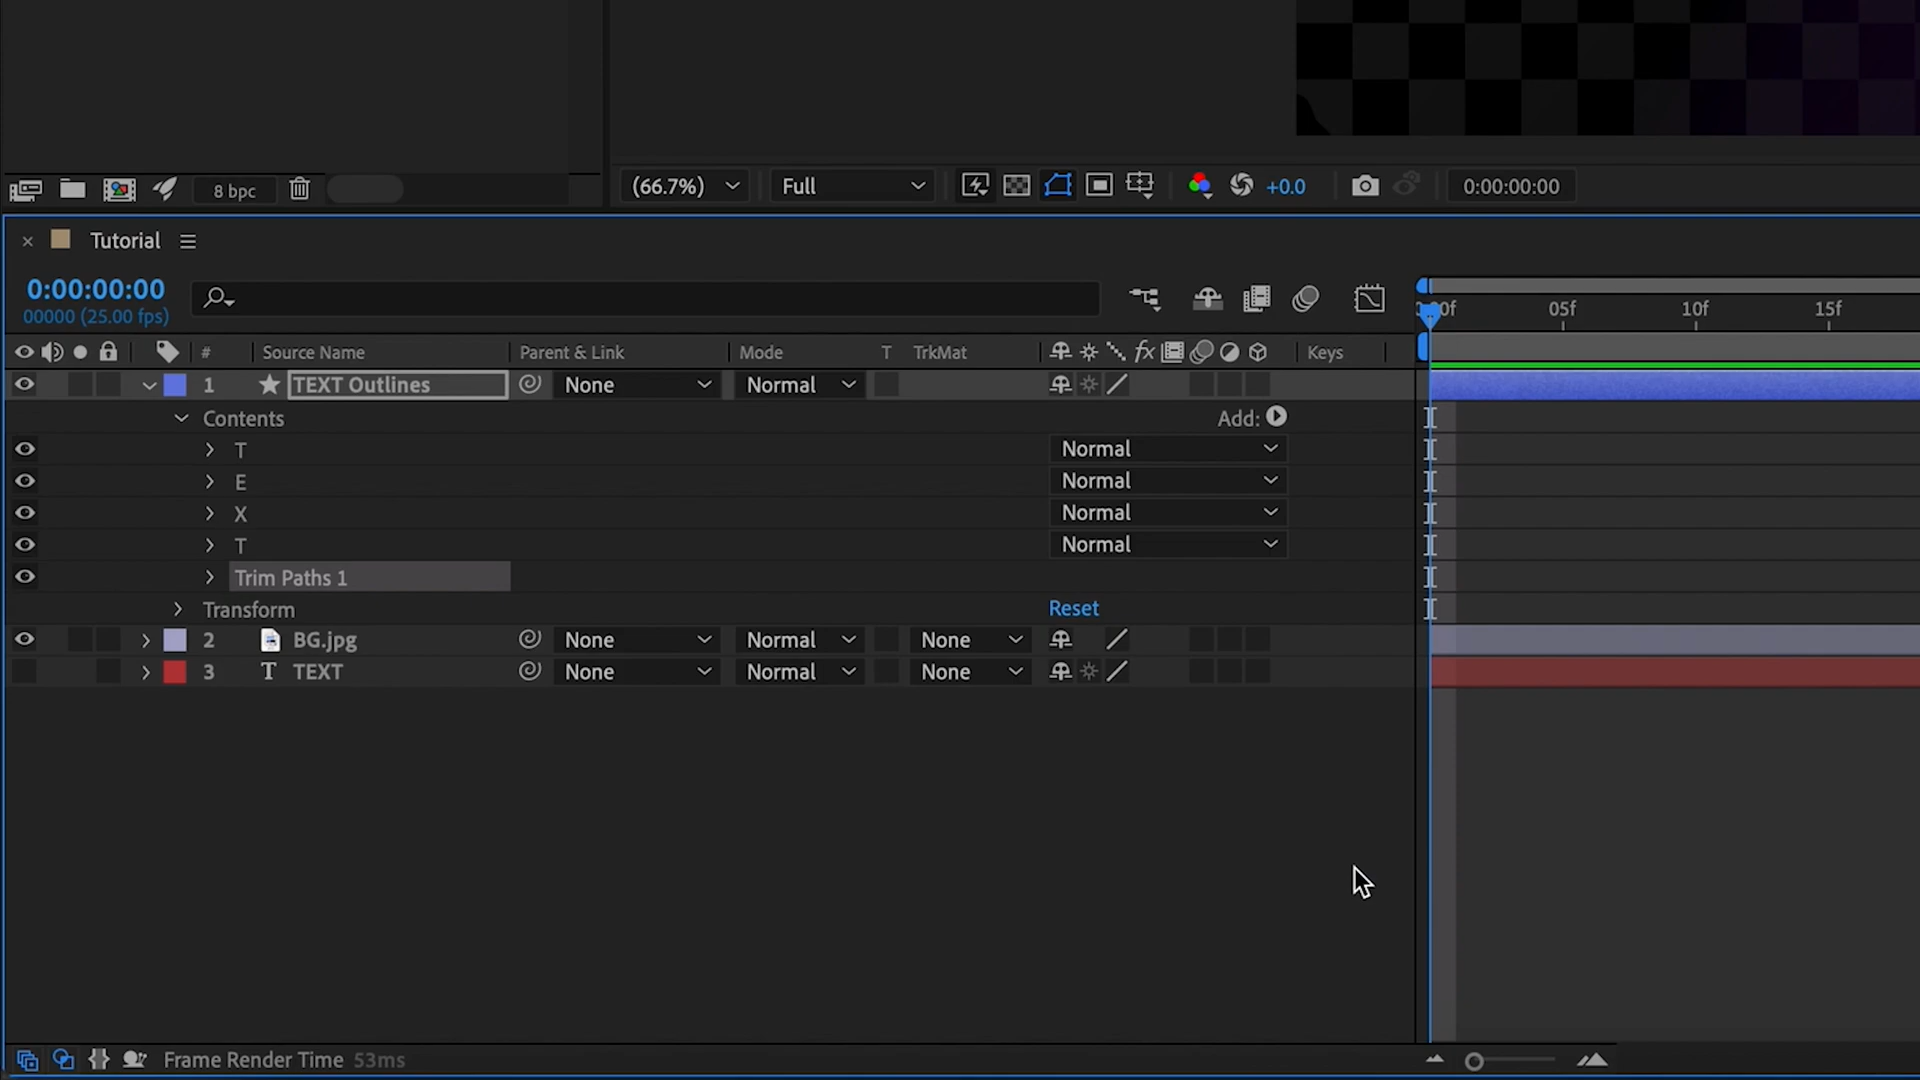 8 bpc (66.7%) Full +0.0 0:00:00:00
Tutorial
0:00:00:00
00000 (25.00 fps)
00f 05f 10f 15f
# Source Name Parent & Link Mode T TrkMat fx Keys
1 TEXT Outlines None Normal
Contents Add:
T Normal
E Normal
X Normal
T Normal
Trim Paths 1
Transform Reset
2 BG.jpg None Normal None
3 T TEXT None Normal None
Frame Render Time 53ms